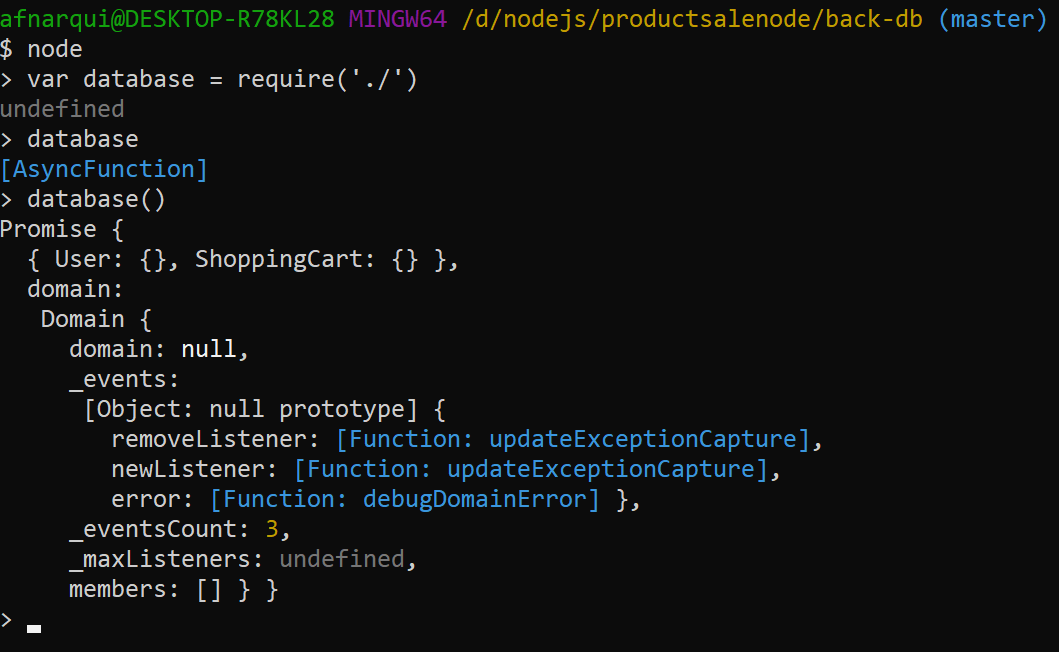 afnarqui@DESKTOP-R78KL28 MINGW64 /d/nodejs/productsalenode/back-db (master)
$ node
> var database = require('./')
undefined
> database
[AsyncFunction]
> database()
Promise {
  { User: {}, ShoppingCart: {} },
  domain:
   Domain {
     domain: null,
     _events:
      [Object: null prototype] {
        removeListener: [Function: updateExceptionCapture],
        newListener: [Function: updateExceptionCapture],
        error: [Function: debugDomainError] },
     _eventsCount: 3,
     _maxListeners: undefined,
     members: [] } }
>